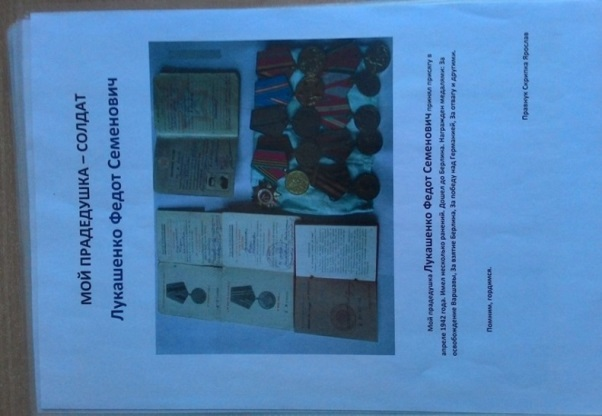 МОЙ ПРАДЕДУШКА – СОЛДАТ
Лукашенко Федот Семенович
Мой прадедушка Лукашенко Федот Семенович принял присягу в
апреле 1942 года. Имел несколько ранений. Дошел до Берлина. Награжден медалями: За
освобождение Варшавы, За взятие Берлина, За победу над Германией, За отвагу и другими.
Помним, гордимся.
Правнук Скрипка Ярослав